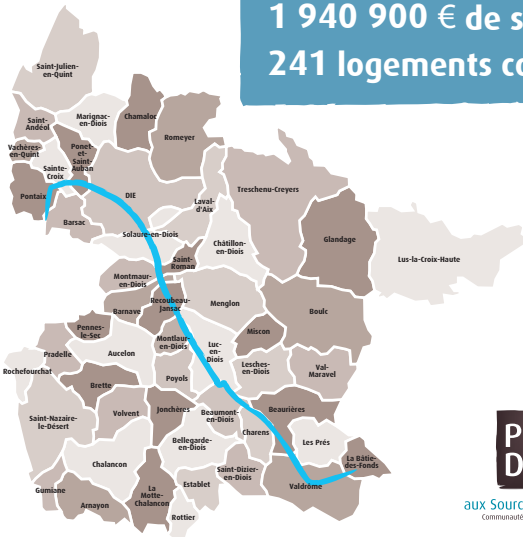 1 940 900 € de s
241 logements co
Saint-Julien-
en-Quint
Saint-
Andéol
Marignac-
en-Diois
Chamaloc
Romeyer
Vachères-
en-Quint
Ponet-
et-
Saint-
Auban
Sainte-
Croix
Pontaix
DIE
Barsac
Laval-
d'Aix
Treschenu-Creyers
Solaure-en-Diois
Châtillon-
en-Diois
Glandage
Lus-la-Croix-Haute
Saint-
Roman
Montmaur-
en-Diois
Recoubeau-
Jansac
Menglon
Boulc
Barnave
Pennes-
le-Sec
Miscon
Montlaur-
en-Diois
Luc-
en-
Diois
Pradelle
Aucelon
Lesches-
en-Diois
Val-
Maravel
Rochefourchat
Brette
Poyols
Saint-Nazaire-
le-Désert
Volvent
Jonchères
Beaumont-
en-Diois
Beaurières
Charens
Les Prés
Bellegarde-
en-Diois
Chalancon
Saint-Dizier-
en-Diois
La Bâtie-
des-Fonds
Establet
Valdrôme
Gumiane
Arnayon
La
Motte-
Chalancon
Rottier
P
D
aux Sourc
Communauté